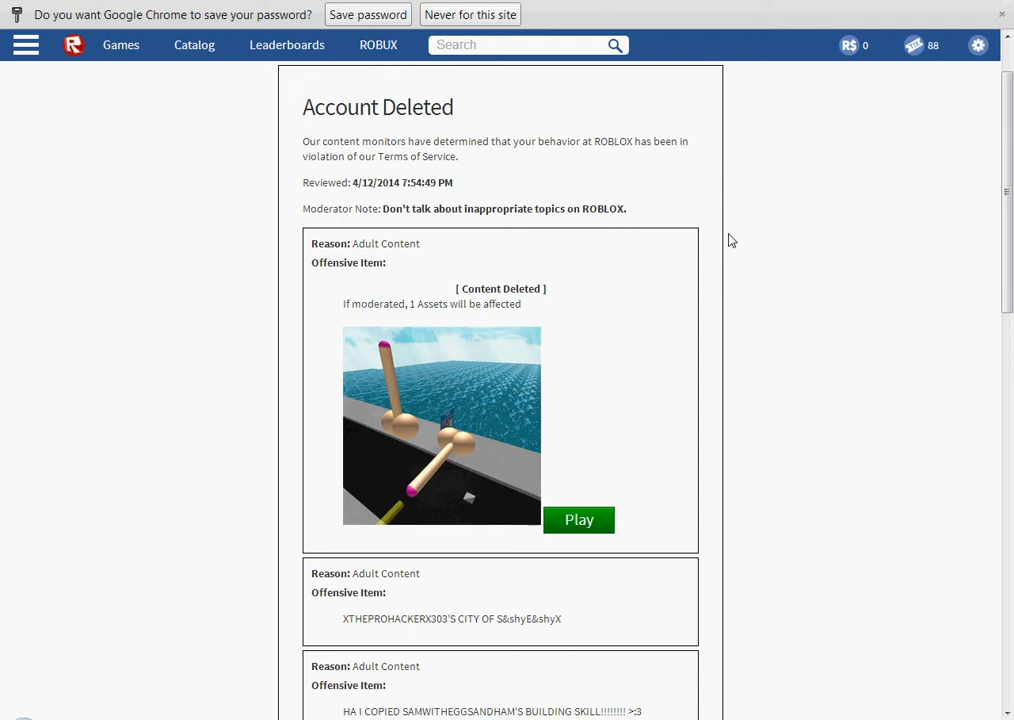 Do you want Google Chrome to save your password? Save password Never for this site
Games Catalog Leaderboards ROBUX Search R$ 0 TIX 88
Account Deleted
Our content monitors have determined that your behavior at ROBLOX has been in
violation of our Terms of Service.
Reviewed: 4/12/2014 7:54:49 PM
Moderator Note: Don't talk about inappropriate topics on ROBLOX.
Reason: Adult Content
Offensive Item:
[ Content Deleted ]
If moderated, 1 Assets will be affected
Play
Reason: Adult Content
Offensive Item:
XTHEPROHACKERX303'S CITY OF S&shyE&shyX
Reason: Adult Content
Offensive Item:
HA I COPIED SAMWITHEGGSANDHAM'S BUILDING SKILL!!!!!!!! >:3